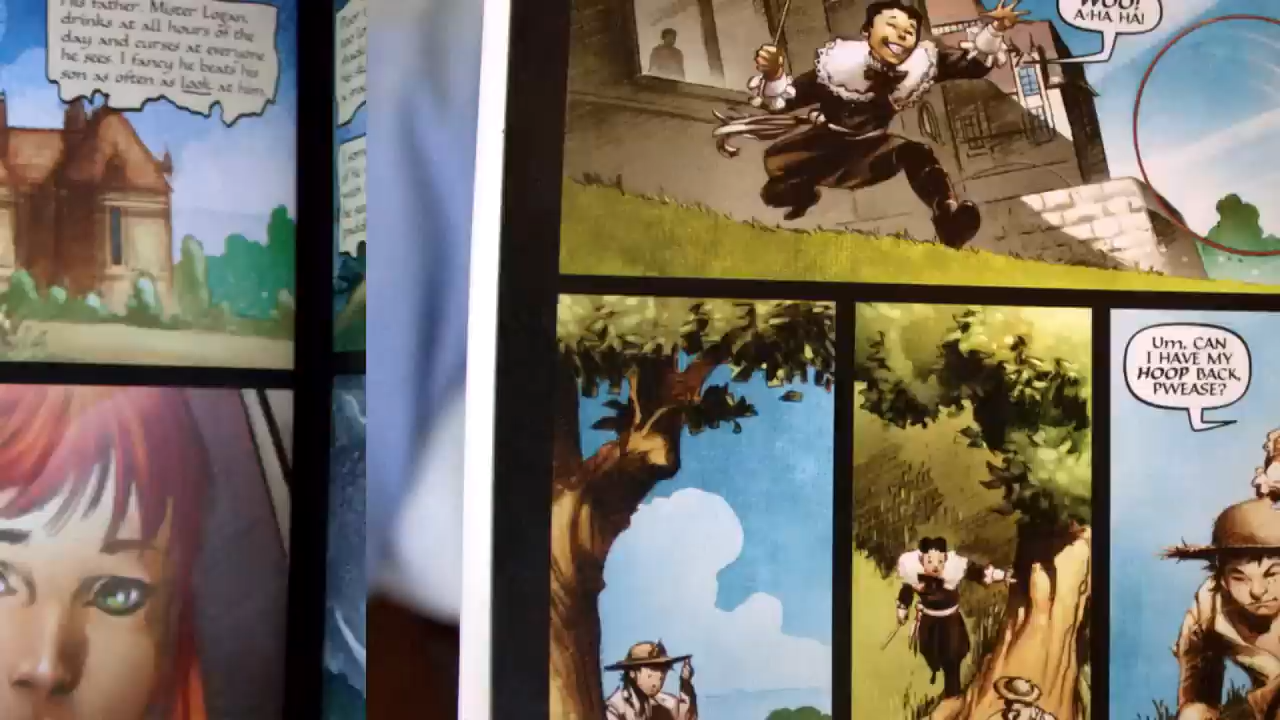 His father, Mister Logan,
drinks at all hours of the
day and curses at everyone
he sees. I fancy he beats his
son as often as look at him.
WOO!
A-HA HA!
Um, CAN
I HAVE MY
HOOP BACK,
PWEASE?